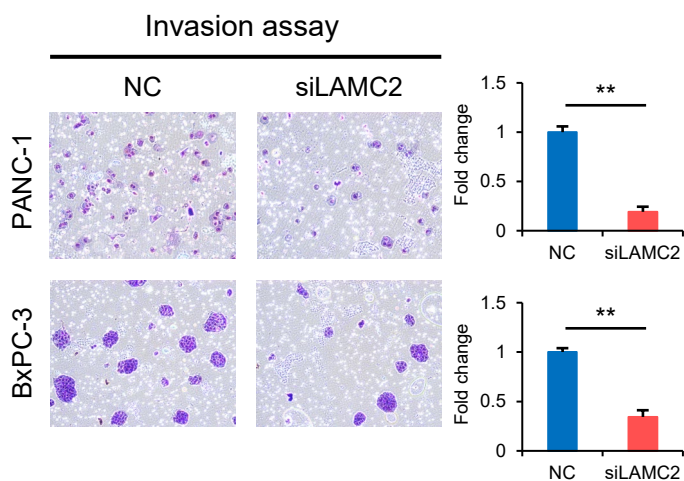 Invasion assay
NC siLAMC2
PANC-1
Fold change
1.5
1
0.5
0
**
NC siLAMC2
BxPC-3
Fold change
1.5
1
0.5
0
**
NC siLAMC2